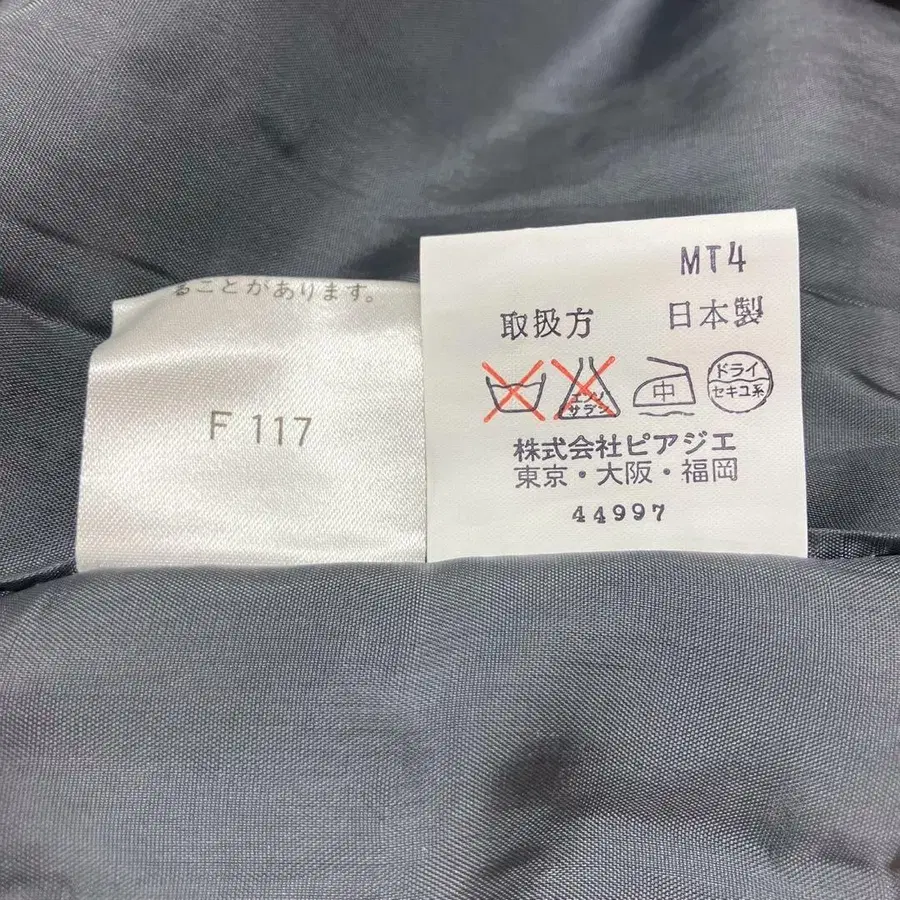 ることがあります。
F 117
MT4
取扱方 日本製
エンソ
サラシ
中
ドライ
セキユ系
株式会社ピアジエ
東京・大阪・福岡
44997